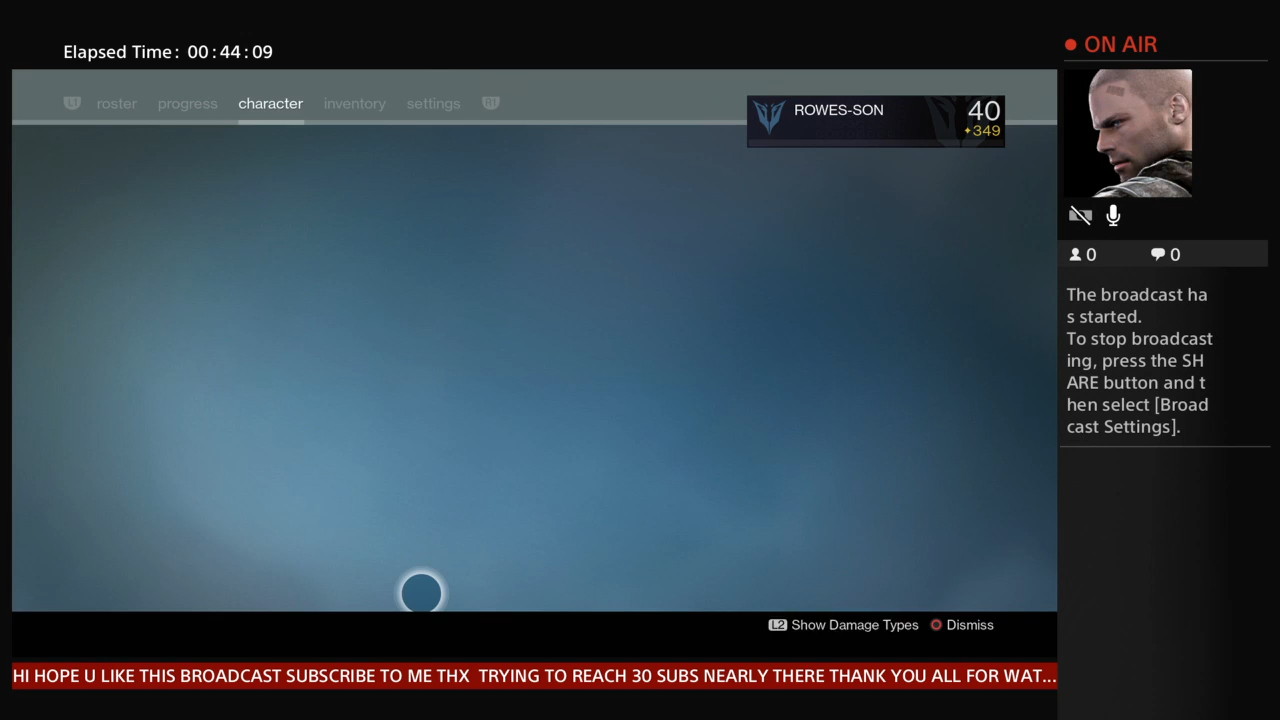 Elapsed Time: 00:44:09
ON AIR
L1 roster progress character inventory settings R1
ROWES-SON 40
349
0 0
The broadcast ha
s started.
To stop broadcast
ing, press the SH
ARE button and t
hen select [Broad
cast Settings].
L2 Show Damage Types Dismiss
HI HOPE U LIKE THIS BROADCAST SUBSCRIBE TO ME THX TRYING TO REACH 30 SUBS NEARLY THERE THANK YOU ALL FOR WAT...